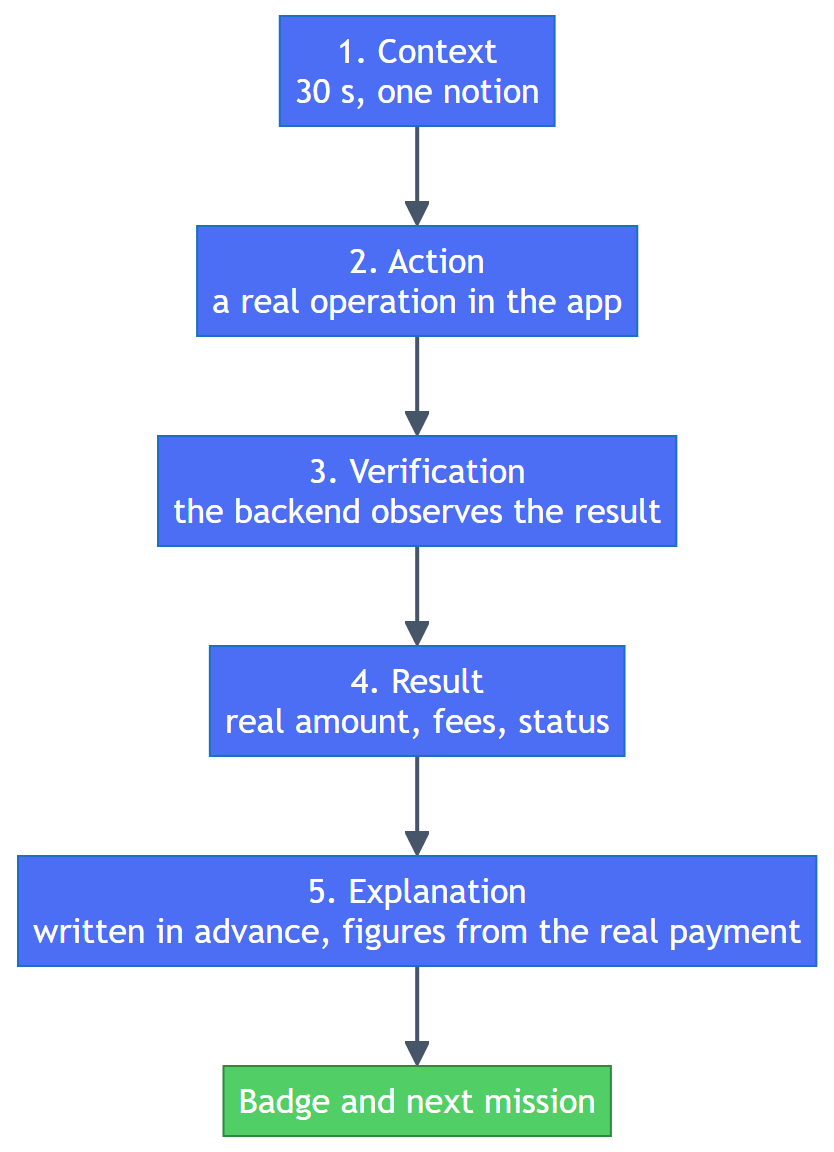 1. Context
30 s, one notion
2. Action
a real operation in the app
3. Verification
the backend observes the result
4. Result
real amount, fees, status
5. Explanation
written in advance, figures from the real payment
Badge and next mission